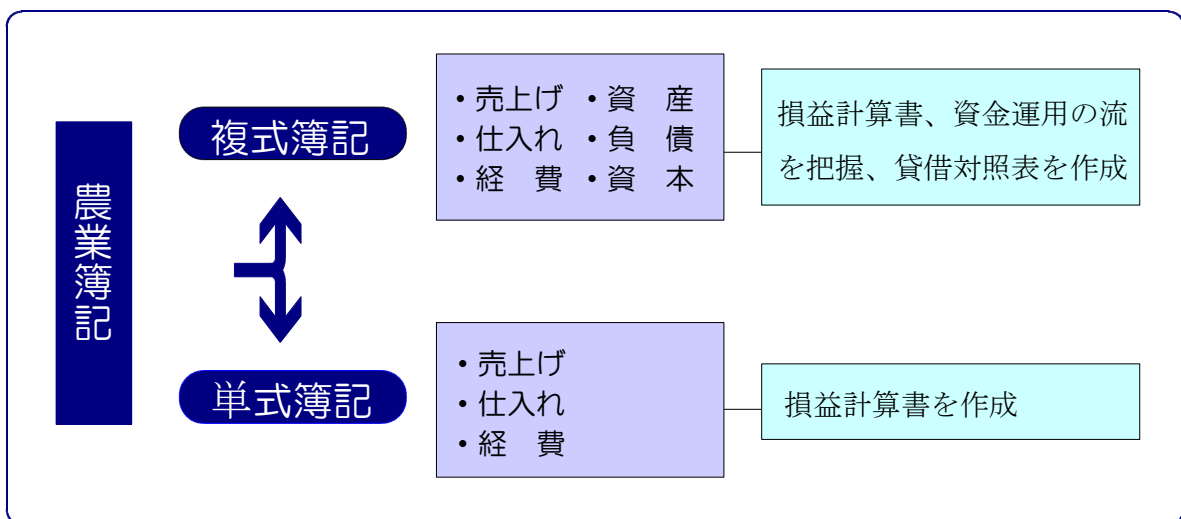 農業簿記
複式簿記
・売上げ ・資　産
・仕入れ ・負　債
・経　費 ・資　本
損益計算書、資金運用の流
を把握、貸借対照表を作成
単式簿記
・売上げ
・仕入れ
・経　費
損益計算書を作成